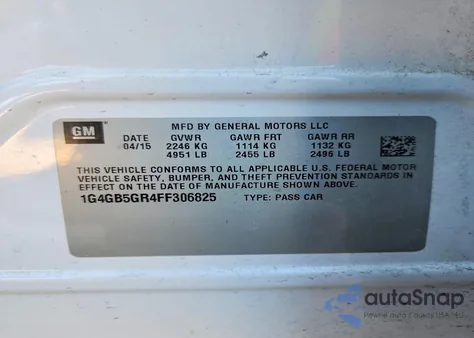 GM
MFD BY GENERAL MOTORS LLC
DATE GVWR GAWR FRT GAWR RR
04/15 2246 KG 1114 KG 1132 KG
4951 LB 2455 LB 2496 LB
THIS VEHICLE CONFORMS TO ALL APPLICABLE U.S. FEDERAL MOTOR
VEHICLE SAFETY, BUMPER, AND THEFT PREVENTION STANDARDS IN
EFFECT ON THE DATE OF MANUFACTURE SHOWN ABOVE.
1G4GB5GR4FF306825 TYPE: PASS CAR
autoSnap